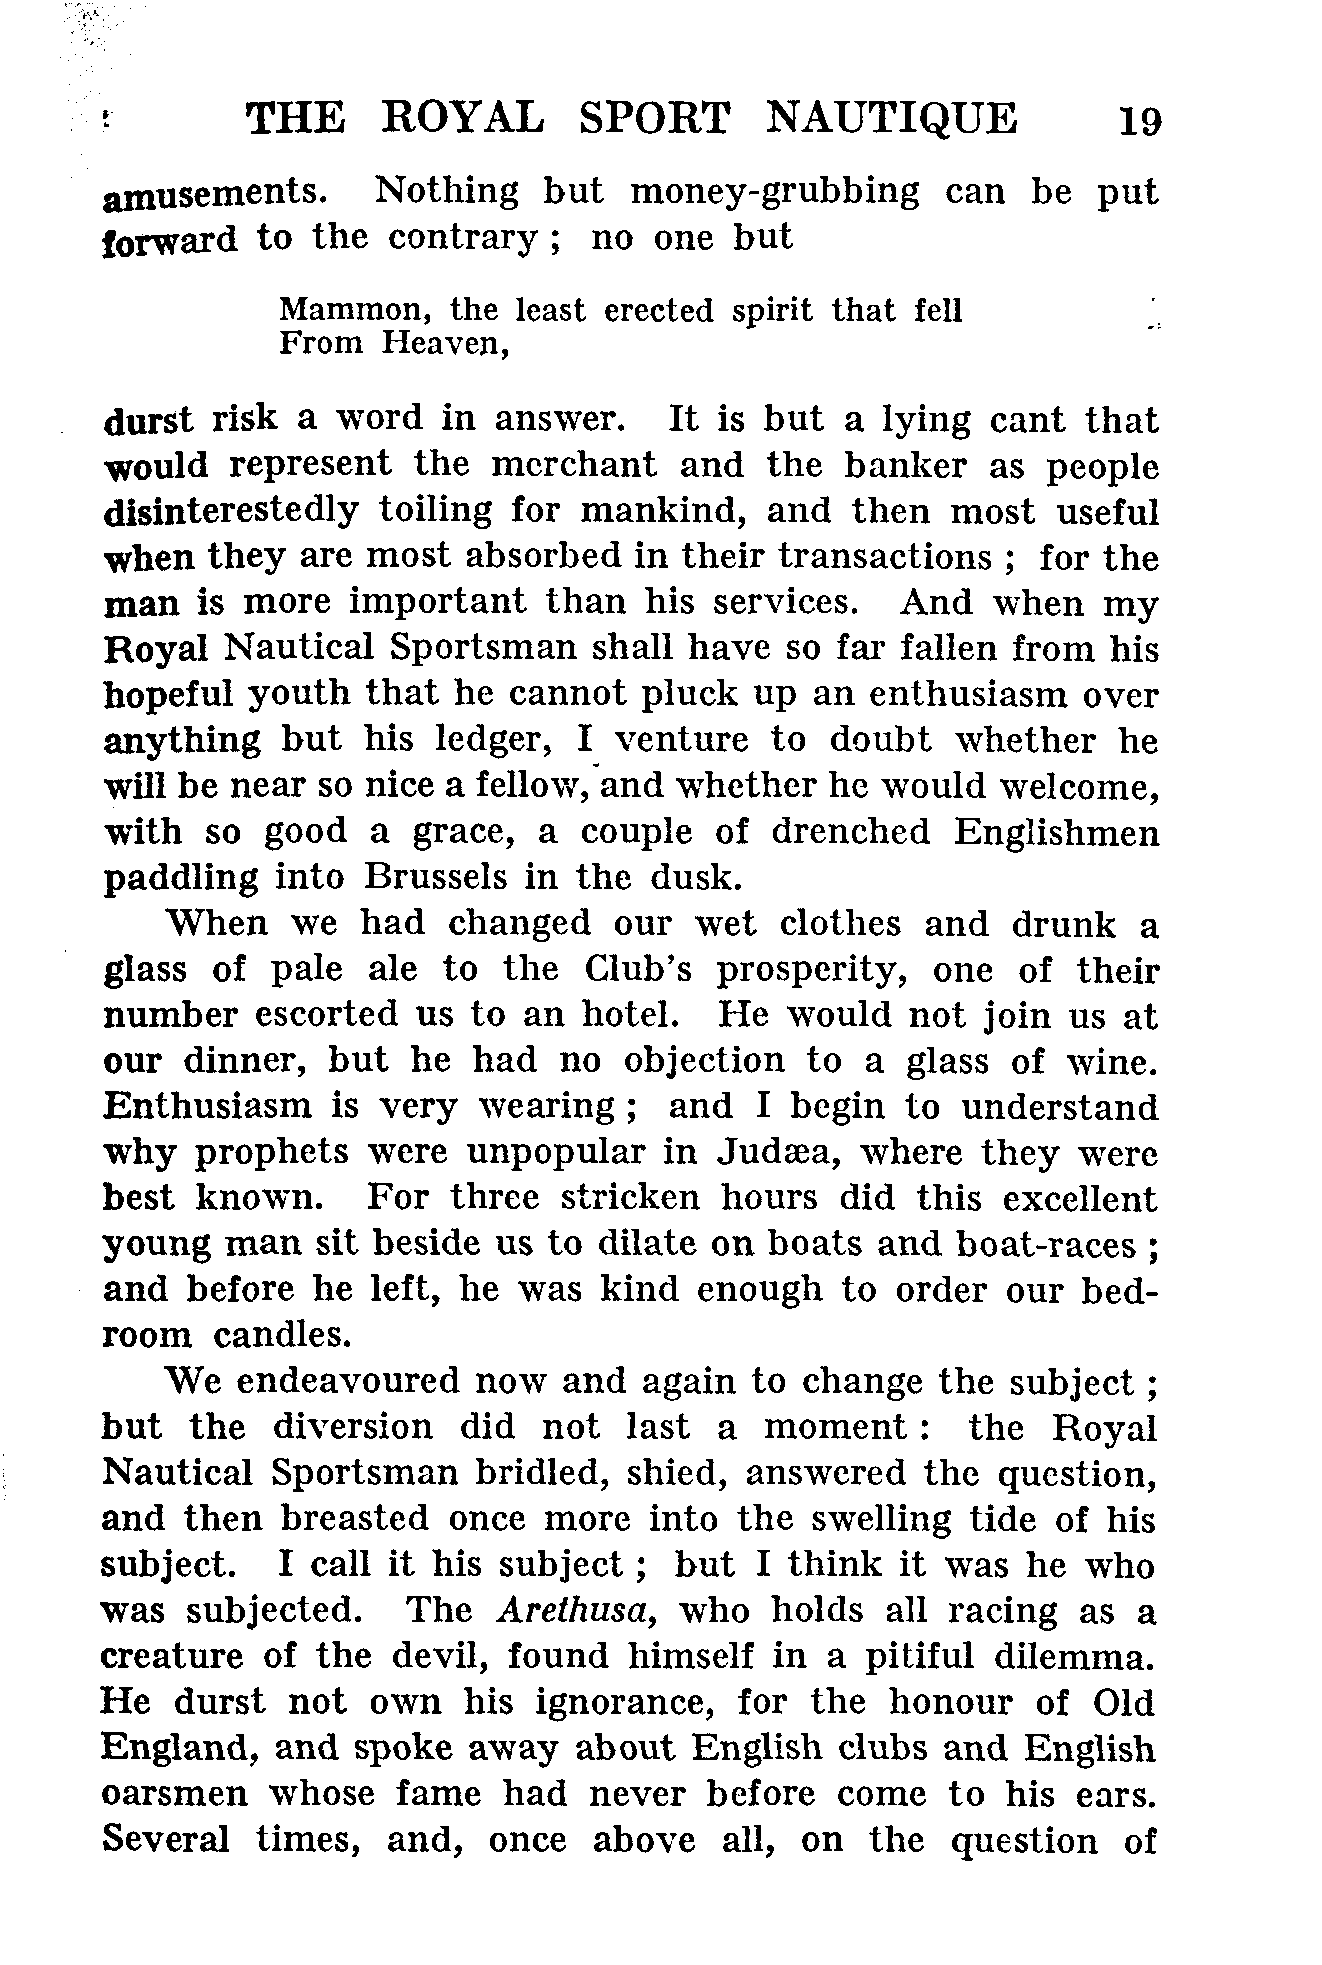 THE ROYAL SPORT NAUTIQUE 19
amusements. Nothing but money-grubbing can be put
forward to the contrary ; no one but
Mammon, the least erected spirit that fell
From Heaven,
durst risk a word in answer. It is but a lying cant that
would represent the merchant and the banker as people
disinterestedly toiling for mankind, and then most useful
when they are most absorbed in their transactions ; for the
man is more important than his services. And when my
Royal Nautical Sportsman shall have so far fallen from his
hopeful youth that he cannot pluck up an enthusiasm over
anything but his ledger, I venture to doubt whether he
will be near so nice a fellow, and whether he would welcome,
with so good a grace, a couple of drenched Englishmen
paddling into Brussels in the dusk.
When we had changed our wet clothes and drunk a
glass of pale ale to the Club's prosperity, one of their
number escorted us to an hotel. He would not join us at
our dinner, but he had no objection to a glass of wine.
Enthusiasm is very wearing ; and I begin to understand
why prophets were unpopular in Judæa, where they were
best known. For three stricken hours did this excellent
young man sit beside us to dilate on boats and boat-races ;
and before he left, he was kind enough to order our bed-
room candles.
We endeavoured now and again to change the subject ;
but the diversion did not last a moment : the Royal
Nautical Sportsman bridled, shied, answered the question,
and then breasted once more into the swelling tide of his
subject. I call it his subject ; but I think it was he who
was subjected. The Arethusa, who holds all racing as a
creature of the devil, found himself in a pitiful dilemma.
He durst not own his ignorance, for the honour of Old
England, and spoke away about English clubs and English
oarsmen whose fame had never before come to his ears.
Several times, and, once above all, on the question of